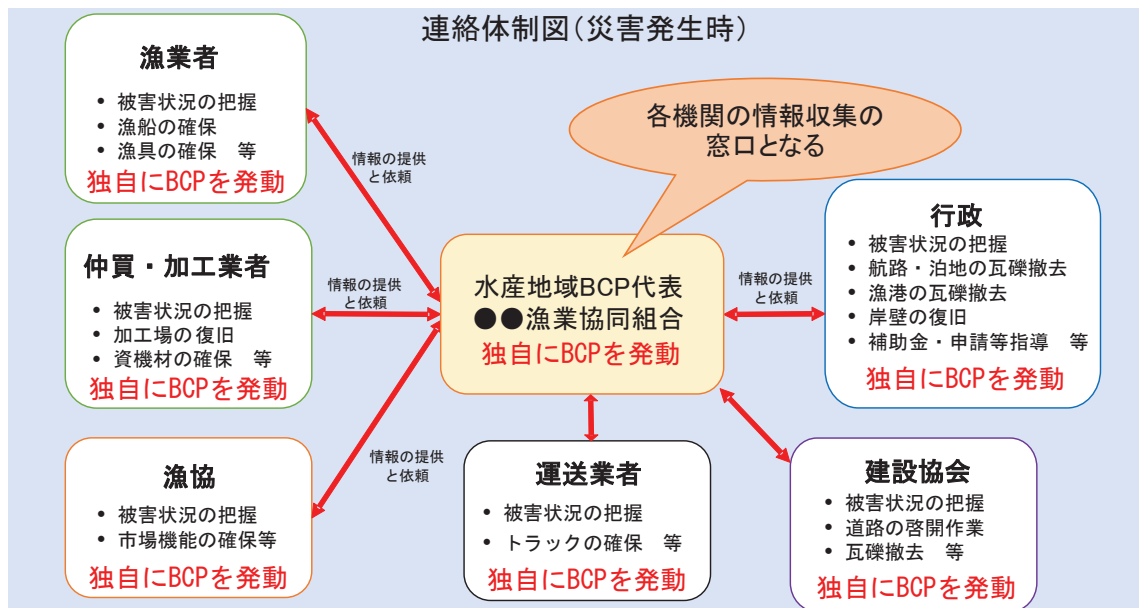 連絡体制図(災害発生時)
漁業者
• 被害状況の把握
• 漁船の確保
• 漁具の確保 等
独自にBCPを発動
情報の提供
と依頼
各機関の情報収集の
窓口となる
仲買・加工業者
• 被害状況の把握
• 加工場の復旧
• 資機材の確保 等
独自にBCPを発動
情報の提供
と依頼
水産地域BCP代表
●●漁業協同組合
独自にBCPを発動
情報の提供
と依頼
行政
• 被害状況の把握
• 航路・泊地の瓦礫撤去
• 漁港の瓦礫撤去
• 岸壁の復旧
• 補助金・申請等指導 等
独自にBCPを発動
漁協
• 被害状況の把握
• 市場機能の確保等
独自にBCPを発動
情報の提供
と依頼
運送業者
• 被害状況の把握
• トラックの確保 等
独自にBCPを発動
建設協会
• 被害状況の把握
• 道路の啓開作業
• 瓦礫撤去 等
独自にBCPを発動